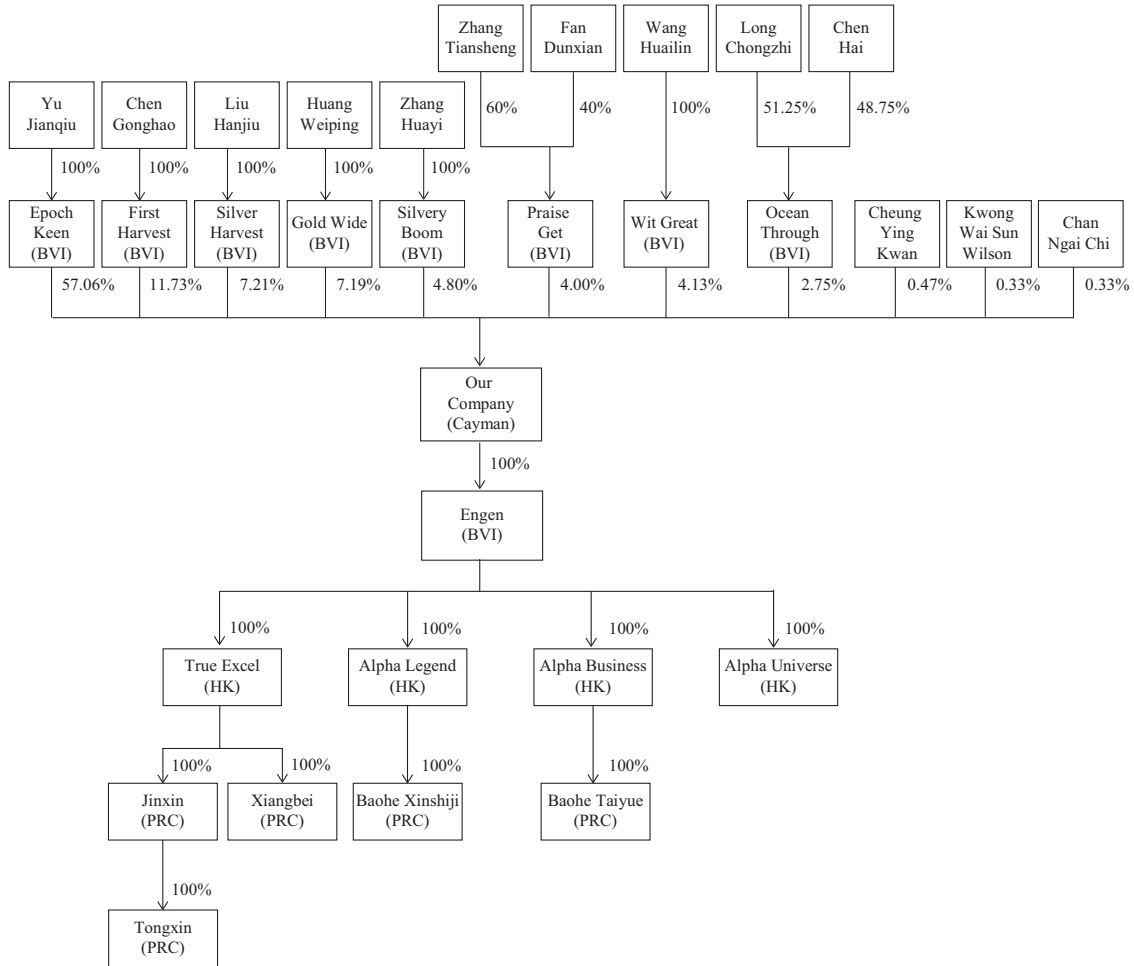 Zhang
Tiansheng
Fan
Dunxian
Wang
Huailin
Long
Chongzhi
Chen
Hai
Yu
Jianqiu
Chen
Gonghao
Liu
Hanjiu
Huang
Weiping
Zhang
Huayi
60%
40%
100%
51.25%
48.75%
100%
100%
100%
100%
100%
Epoch
Keen
(BVI)
First
Harvest
(BVI)
Silver
Harvest
(BVI)
Gold Wide
(BVI)
Silvery
Boom
(BVI)
Praise
Get
(BVI)
Wit Great
(BVI)
Ocean
Through
(BVI)
Cheung
Ying
Kwan
Kwong
Wai Sun
Wilson
Chan
Ngai Chi
57.06%
11.73%
7.21%
7.19%
4.80%
4.00%
4.13%
2.75%
0.47%
0.33%
0.33%
Our
Company
(Cayman)
100%
Engen
(BVI)
100%
100%
100%
100%
True Excel
(HK)
Alpha Legend
(HK)
Alpha Business
(HK)
Alpha Universe
(HK)
100%
100%
100%
100%
Jinxin
(PRC)
Xiangbei
(PRC)
Baohe Xinshiji
(PRC)
Baohe Taiyue
(PRC)
100%
Tongxin
(PRC)